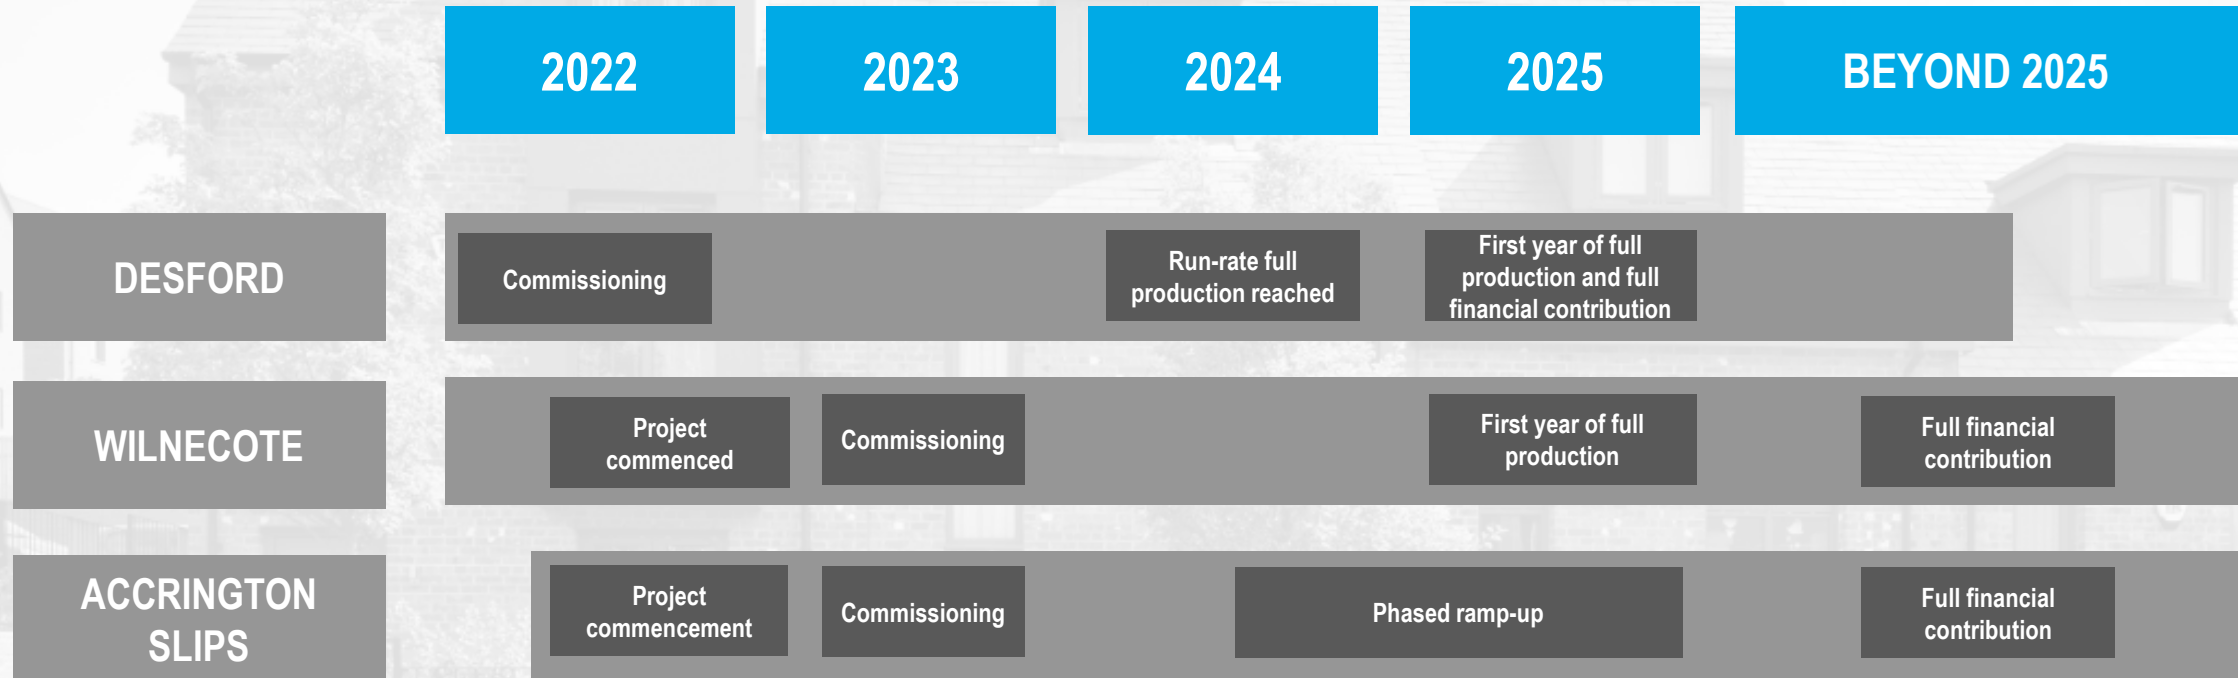 2022
2023
2024
2025
BEYOND 2025
DESFORD
Commissioning
Run-rate full
production reached
First year of full
production and full
financial contribution
WILNECOTE
Project
commenced
Commissioning
First year of full
production
Full financial
contribution
ACCRINGTON
SLIPS
Project
commencement
Commissioning
Phased ramp-up
Full financial
contribution